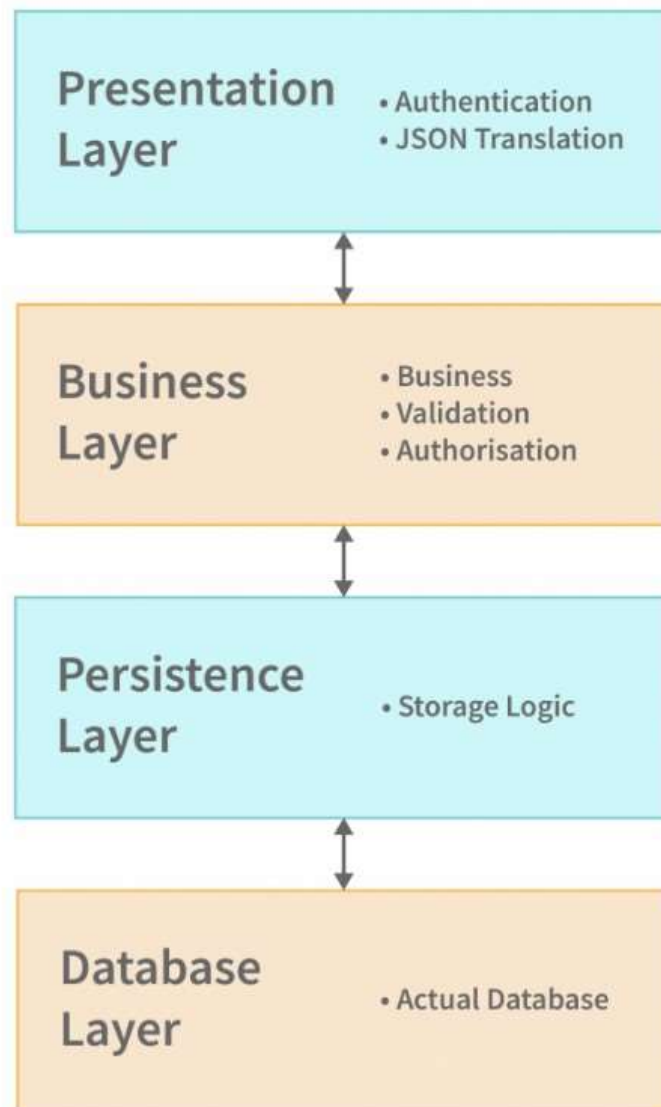 Presentation
Layer
• Authentication
• JSON Translation
Business
Layer
• Business
• Validation
• Authorisation
Persistence
Layer
• Storage Logic
Database
Layer
• Actual Database